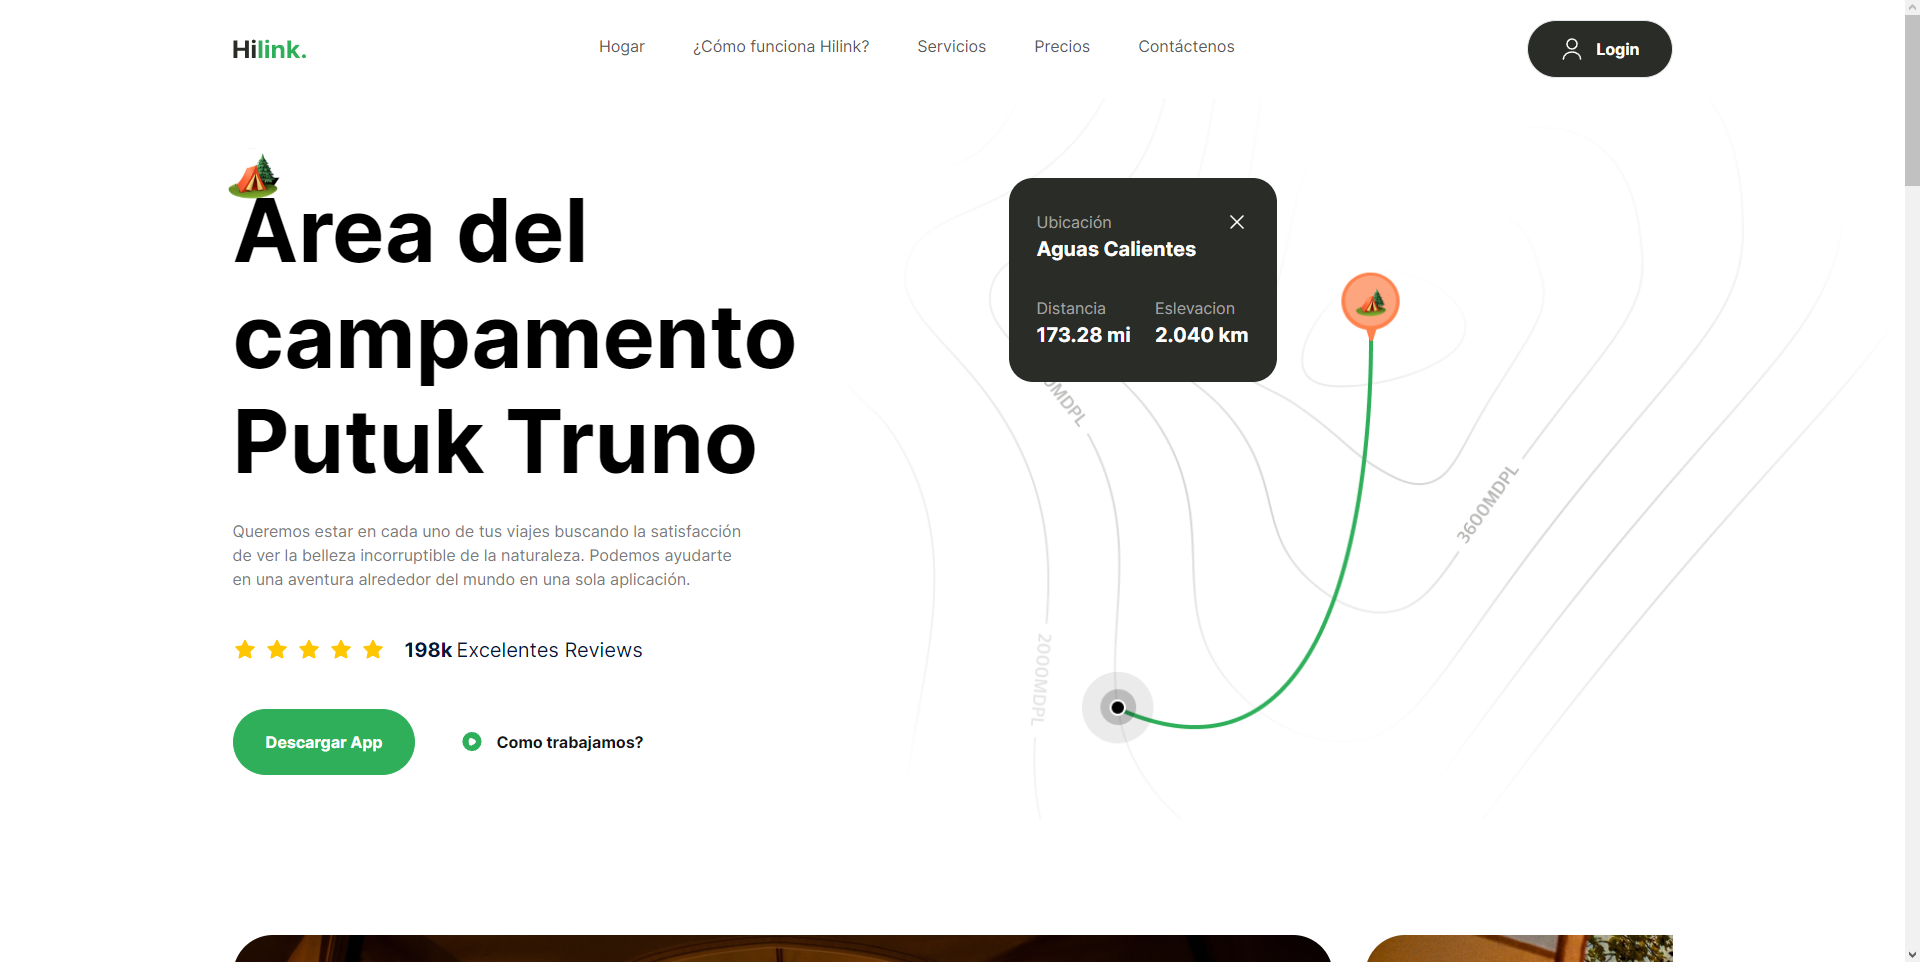 Hilink.
Hogar
¿Cómo funciona Hilink?
Servicios
Precios
Contáctenos
Login
Area del
campamento
Putuk Truno
Queremos estar en cada uno de tus viajes buscando la satisfacción
de ver la belleza incorruptible de la naturaleza. Podemos ayudarte
en una aventura alrededor del mundo en una sola aplicación.
198k Excelentes Reviews
Descargar App
Como trabajamos?
Ubicación
Aguas Calientes
Distancia
Eslevacion
173.28 mi
2.040 km
3600MDPL
2000MDPL